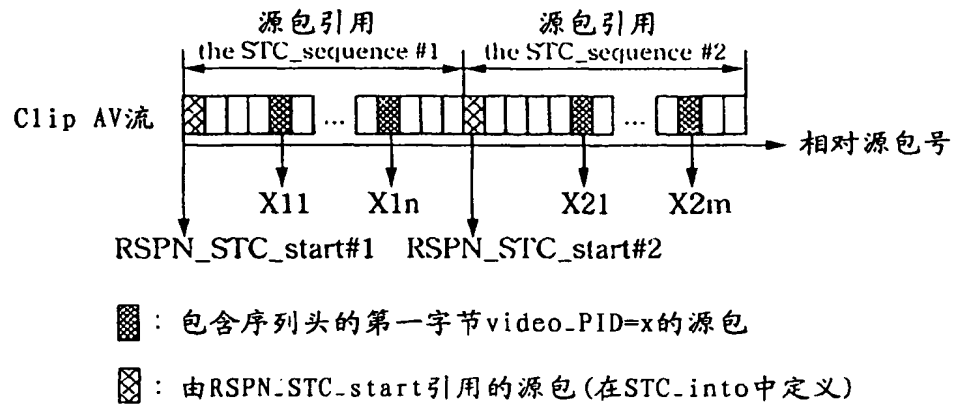 源包引用 源包引用
the STC_sequence #1 the STC_sequence #2
Clip AV流 ... ...
相对源包号
X11 X1n X21 X2m
RSPN_STC_start#1 RSPN_STC_start#2
: 包含序列头的第一字节video_PID=x的源包
: 由RSPN_STC_start引用的源包(在STC_into中定义)